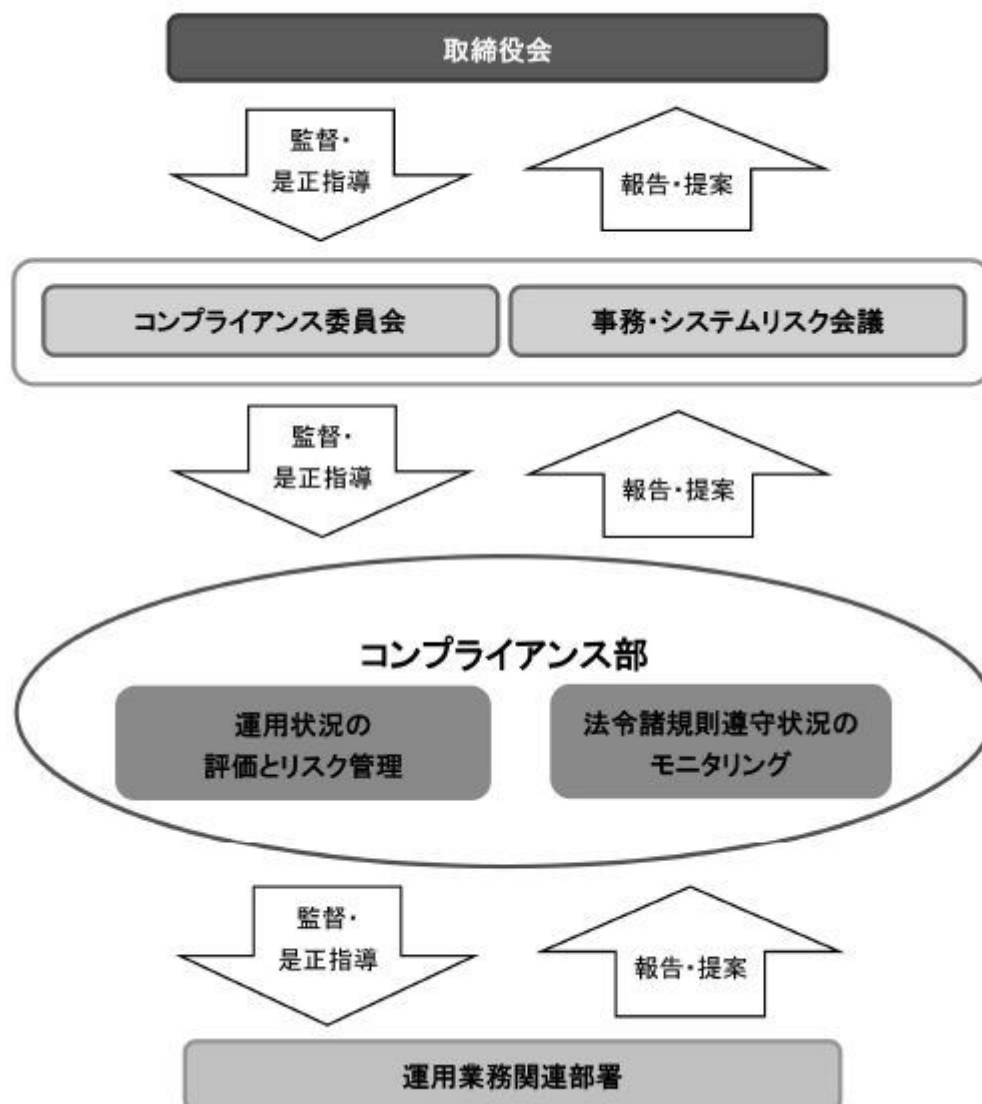 取締役会
監督・
是正指導
報告・提案
コンプライアンス委員会
事務・システムリスク会議
監督・
是正指導
報告・提案
コンプライアンス部
運用状況の
評価とリスク管理
法令諸規則遵守状況の
モニタリング
監督・
是正指導
報告・提案
運用業務関連部署